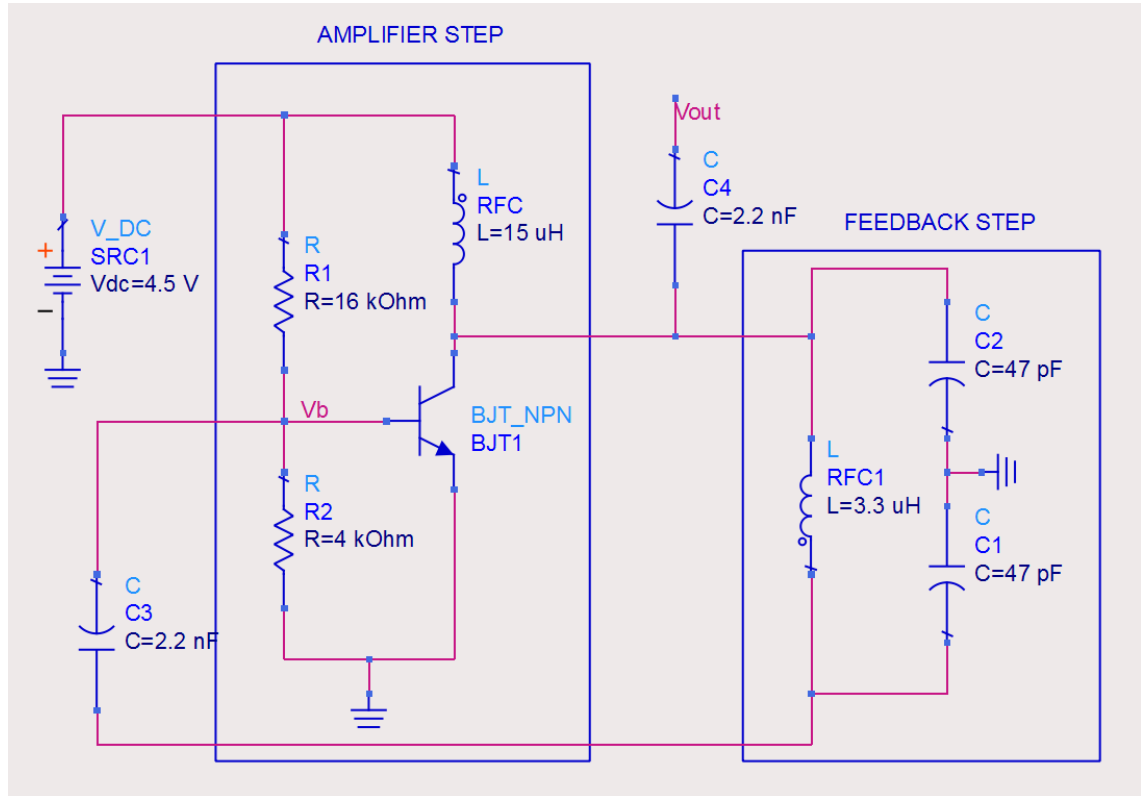 AMPLIFIER STEP
Vout
C
C4
C=2.2 nF
FEEDBACK STEP
L
RFC
L=15 uH
+
V_DC
SRC1
Vdc=4.5 V
−
R
R1
R=16 kOhm
C
C2
C=47 pF
Vb
BJT_NPN
BJT1
L
RFC1
L=3.3 uH
R
R2
R=4 kOhm
C
C1
C=47 pF
C
C3
C=2.2 nF